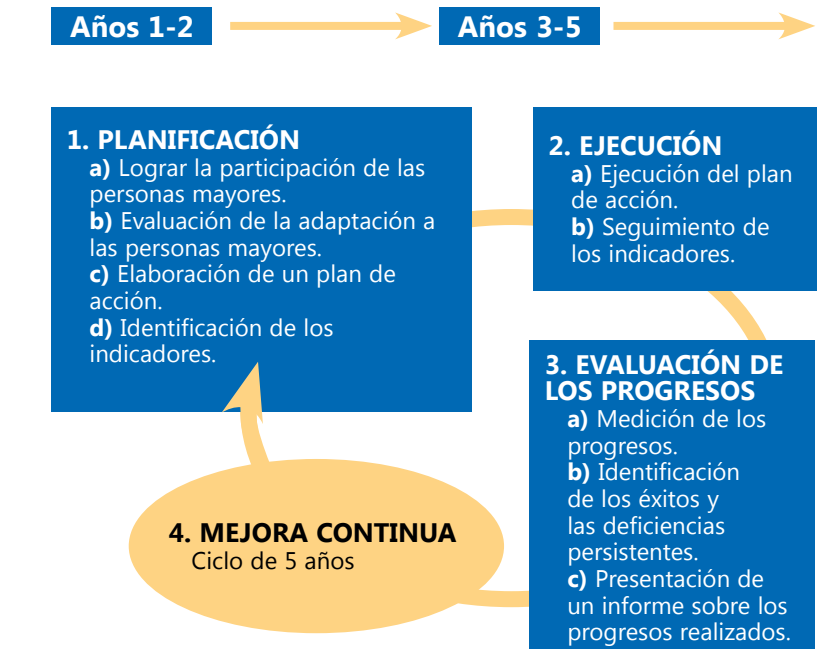 Años 1-2
Años 3-5
1. PLANIFICACIÓN
a) Lograr la participación de las
personas mayores.
b) Evaluación de la adaptación a
las personas mayores.
c) Elaboración de un plan de
acción.
d) Identificación de los
indicadores.
2. EJECUCIÓN
a) Ejecución del plan
de acción.
b) Seguimiento de
los indicadores.
3. EVALUACIÓN DE
LOS PROGRESOS
a) Medición de los
progresos.
b) Identificación
de los éxitos y
las deficiencias
persistentes.
c) Presentación de
un informe sobre los
progresos realizados.
4. MEJORA CONTINUA
Ciclo de 5 años